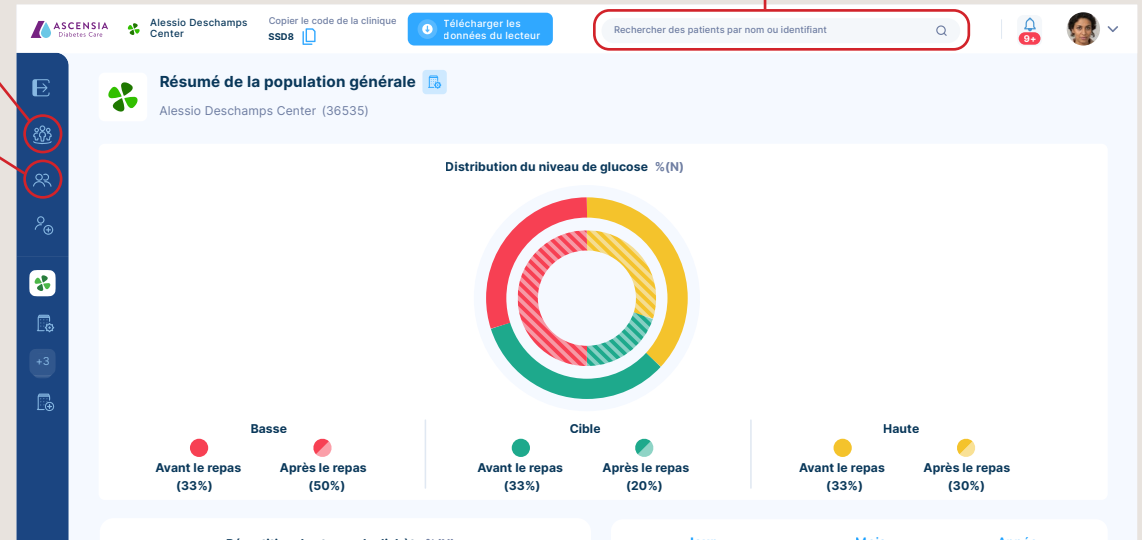 ASCENSIA
Diabetes Care
Alessio Deschamps
Center
Copier le code de la clinique
SSD8
Télécharger les
données du lecteur
Rechercher des patients par nom ou identifiant
9+
Résumé de la population générale
Alessio Deschamps Center (36535)
+3
Distribution du niveau de glucose %(N)
Basse
Cible
Haute
Avant le repas
(33%)
Après le repas
(50%)
Avant le repas
(33%)
Après le repas
(20%)
Avant le repas
(33%)
Après le repas
(30%)